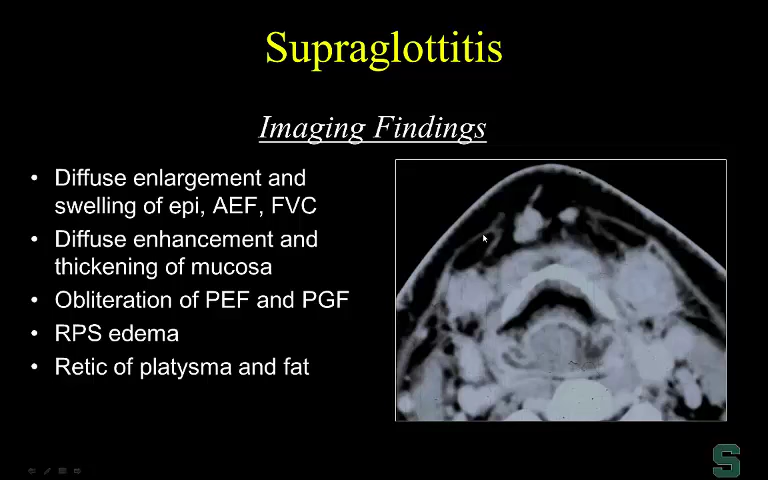 Supraglottitis
Imaging Findings
• Diffuse enlargement and
swelling of epi, AEF, FVC
• Diffuse enhancement and
thickening of mucosa
• Obliteration of PEF and PGF
• RPS edema
• Retic of platysma and fat
S